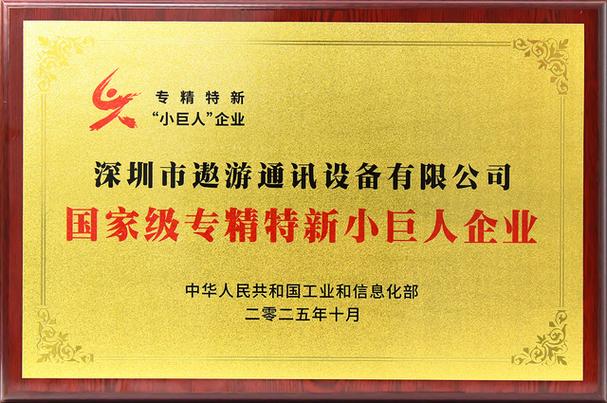 专精特新
“小巨人”企业
深圳市遨游通讯设备有限公司
国家级专精特新小巨人企业
中华人民共和国工业和信息化部
二零二五年十月